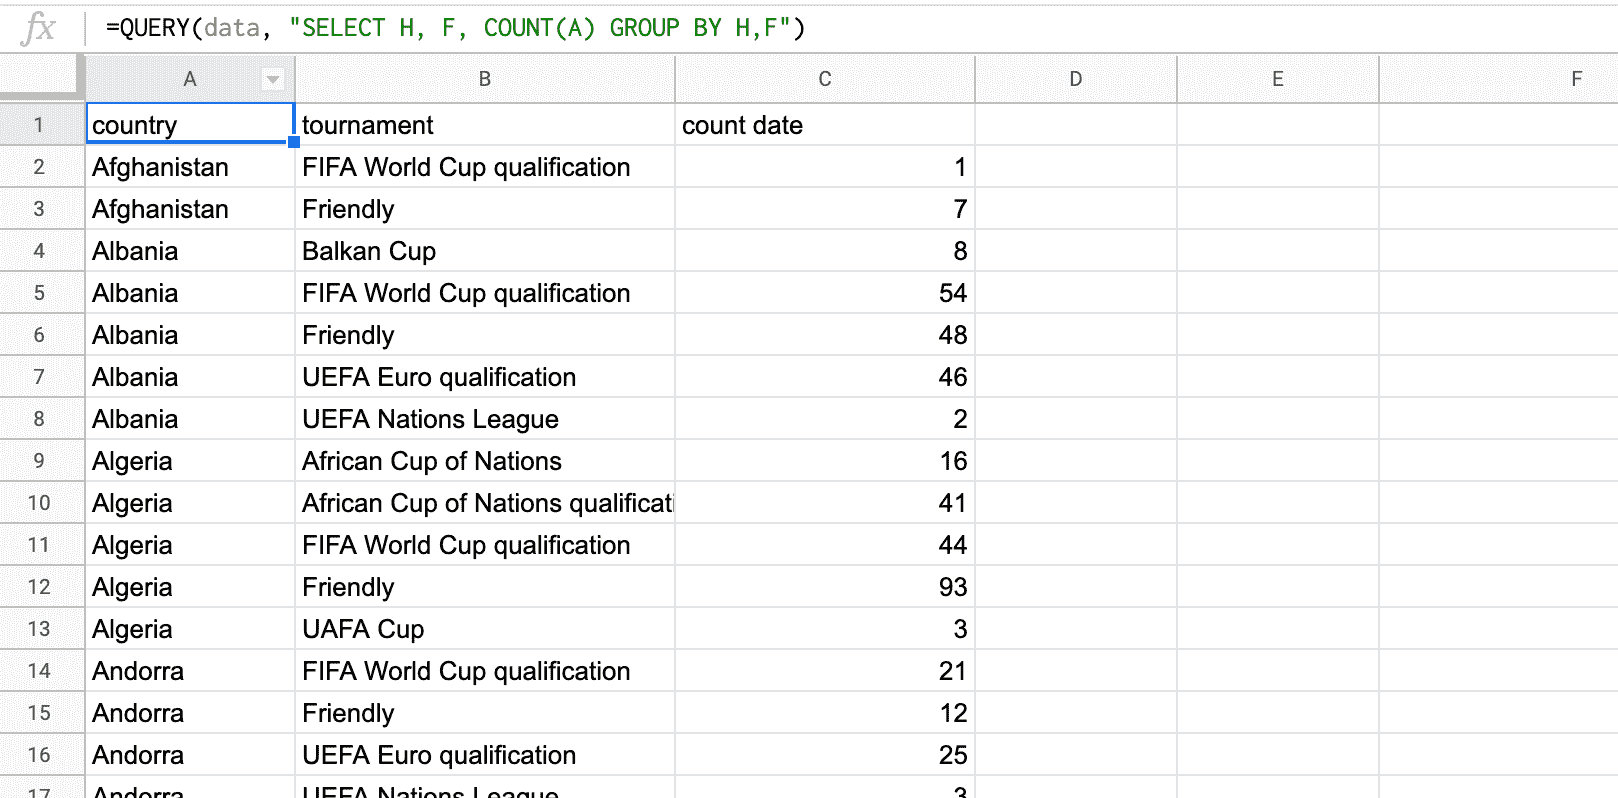 fx =QUERY(data, "SELECT H, F, COUNT(A) GROUP BY H,F")
A B C D E F
1 country tournament count date
2 Afghanistan FIFA World Cup qualification 1
3 Afghanistan Friendly 7
4 Albania Balkan Cup 8
5 Albania FIFA World Cup qualification 54
6 Albania Friendly 48
7 Albania UEFA Euro qualification 46
8 Albania UEFA Nations League 2
9 Algeria African Cup of Nations 16
10 Algeria African Cup of Nations qualificati 41
11 Algeria FIFA World Cup qualification 44
12 Algeria Friendly 93
13 Algeria UAFA Cup 3
14 Andorra FIFA World Cup qualification 21
15 Andorra Friendly 12
16 Andorra UEFA Euro qualification 25
17 Andorra UEFA Nations League 3